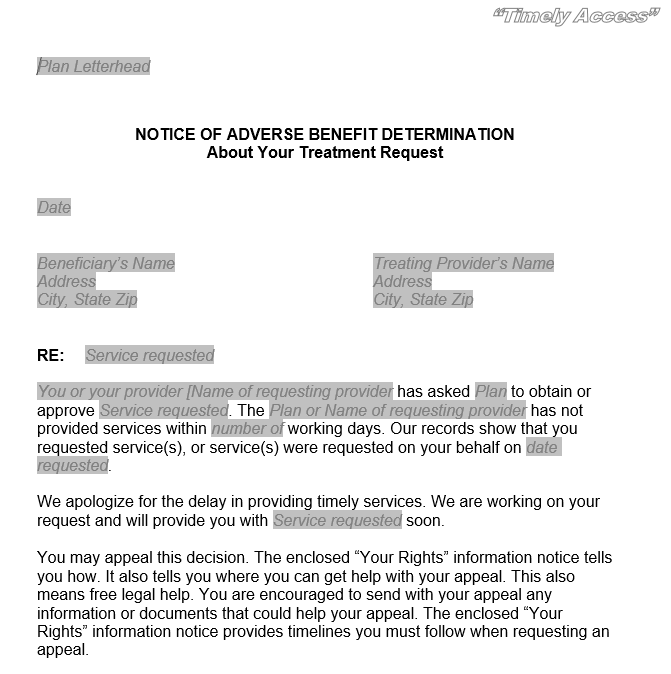 "Timely Access"
Plan Letterhead
NOTICE OF ADVERSE BENEFIT DETERMINATION
About Your Treatment Request
Date
Beneficiary’s Name
Address
City, State Zip
Treating Provider’s Name
Address
City, State Zip
RE: Service requested
You or your provider [Name of requesting provider has asked Plan to obtain or
approve Service requested. The Plan or Name of requesting provider has not
provided services within number of working days. Our records show that you
requested service(s), or service(s) were requested on your behalf on date
requested.
We apologize for the delay in providing timely services. We are working on your
request and will provide you with Service requested soon.
You may appeal this decision. The enclosed “Your Rights” information notice tells
you how. It also tells you where you can get help with your appeal. This also
means free legal help. You are encouraged to send with your appeal any
information or documents that could help your appeal. The enclosed “Your
Rights” information notice provides timelines you must follow when requesting an
appeal.